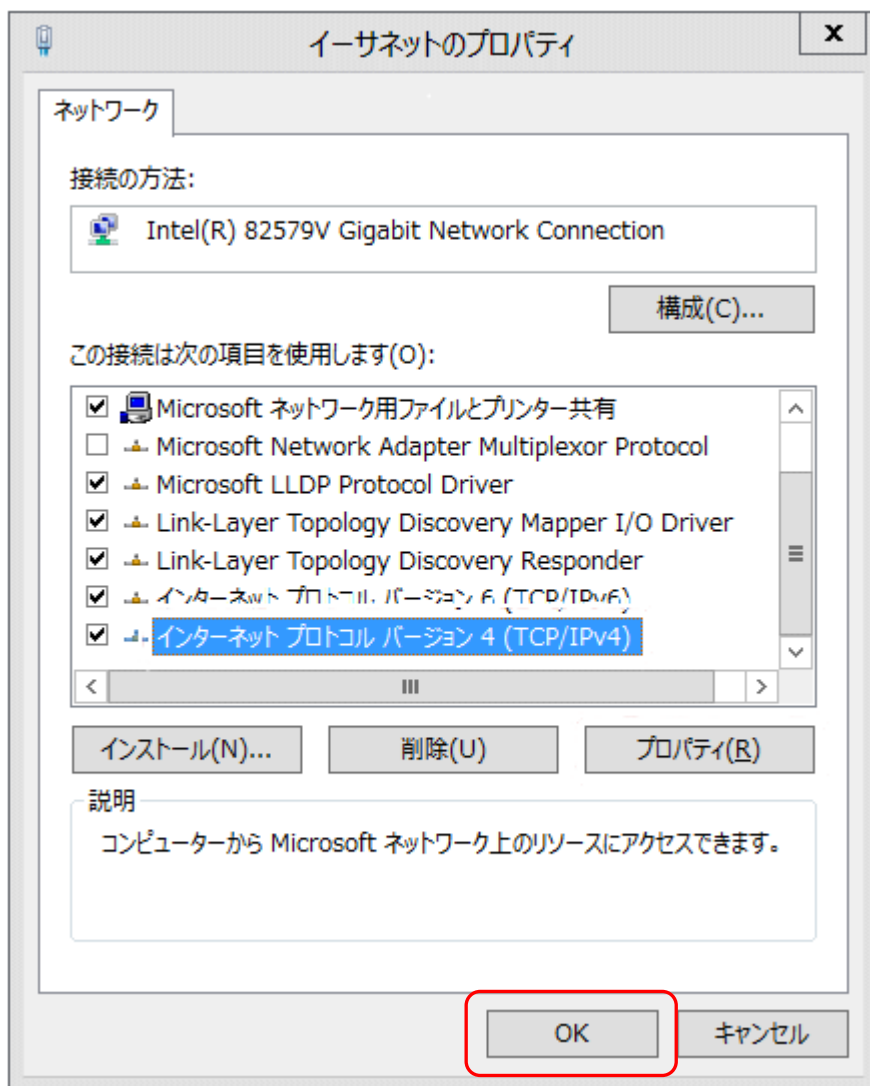 イーサネットのプロパティ
x
ネットワーク
接続の方法:
Intel(R) 82579V Gigabit Network Connection
構成(C)...
この接続は次の項目を使用します(O):
Microsoft ネットワーク用ファイルとプリンター共有
Microsoft Network Adapter Multiplexor Protocol
Microsoft LLDP Protocol Driver
Link-Layer Topology Discovery Mapper I/O Driver
Link-Layer Topology Discovery Responder
インターネット プロトコル バージョン 6 (TCP/IPv6)
インターネット プロトコル バージョン 4 (TCP/IPv4)
インストール(N)... 削除(U) プロパティ(R)
説明
コンピューターから Microsoft ネットワーク上のリソースにアクセスできます。
OK キャンセル